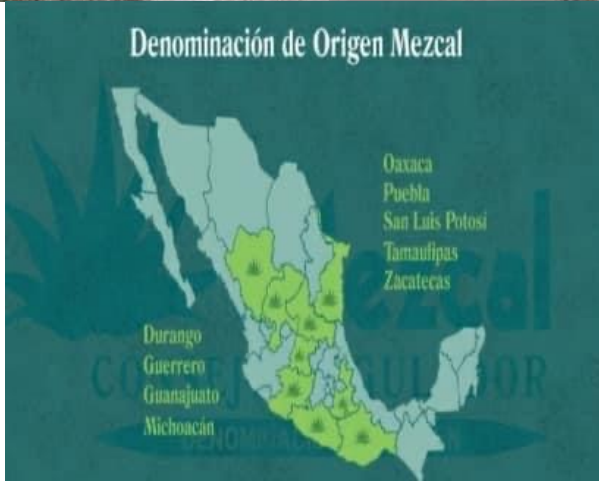 Denominación de Origen Mezcal
Oaxaca
Puebla
San Luis Potosí
Tamaulipas
Zacatecas
Durango
Guerrero
Guanajuato
Michoacán